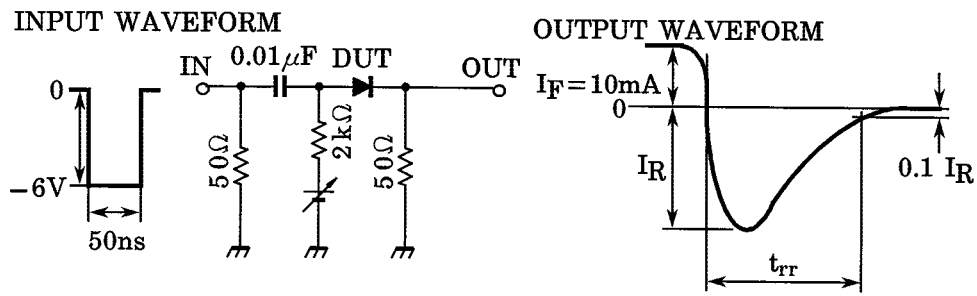 INPUT WAVEFORM
0
−6V
50ns
IN
0.01μF
DUT
OUT
50Ω
2kΩ
50Ω
OUTPUT WAVEFORM
IF=10mA
0
IR
0.1 IR
trr